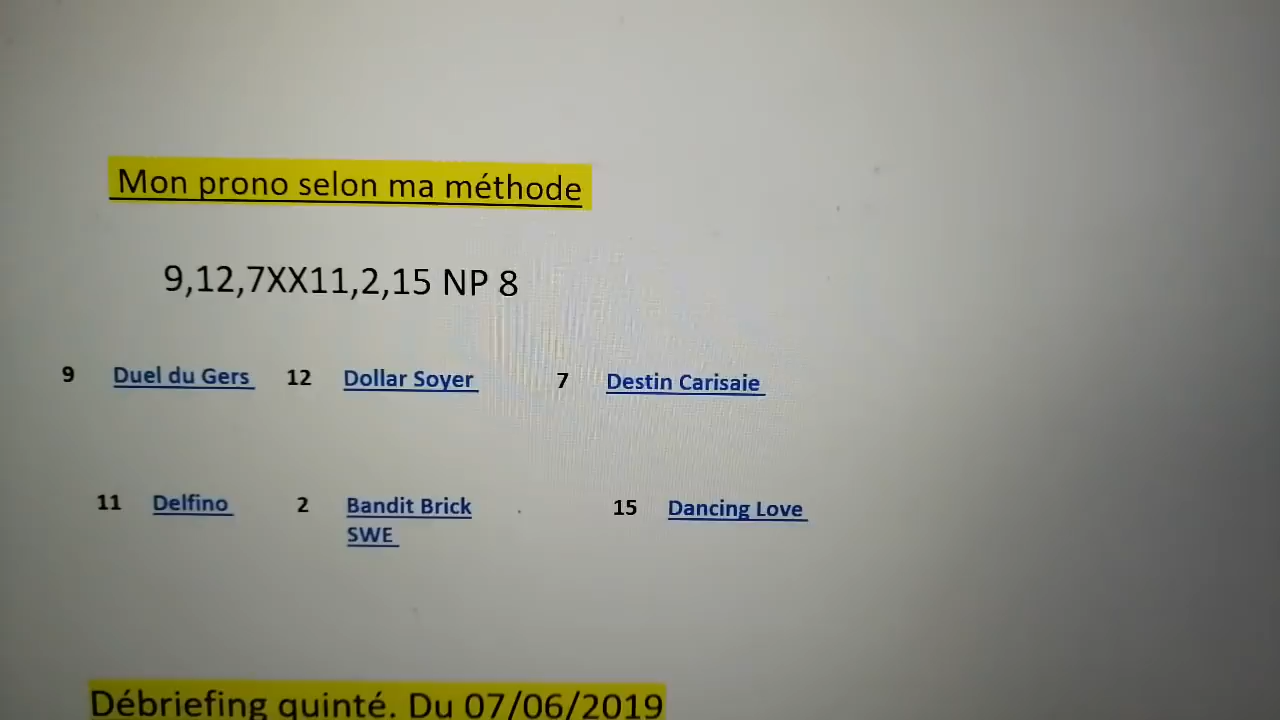 Mon prono selon ma méthode
9,12,7XX11,2,15 NP 8
9 Duel du Gers 12 Dollar Soyer 7 Destin Carisaie
11 Delfino 2 Bandit Brick 15 Dancing Love
SWE
Débriefing quinté. Du 07/06/2019